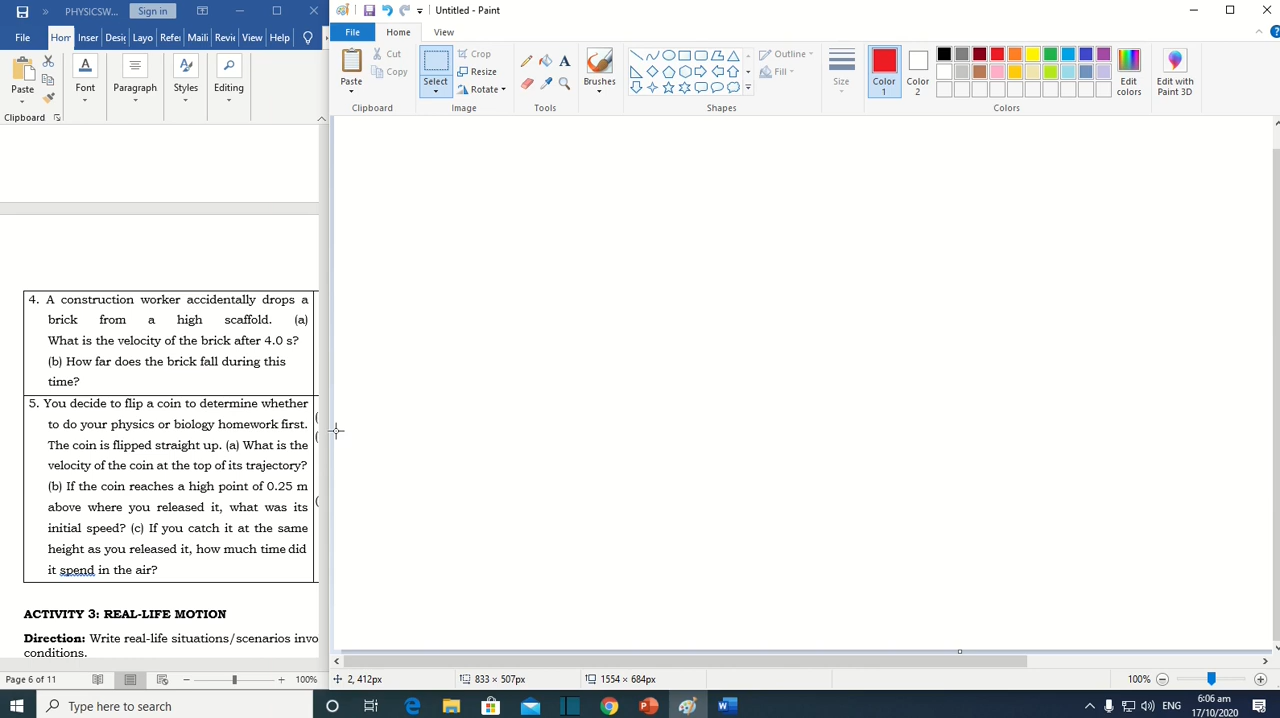 PHYSICSW...
Sign in
Untitled - Paint
File
Hom
Inser
Desig
Layo
Refe
Maili
Revie
View
Help
File
Home
View
Paste
Clipboard
Font
Paragraph
Styles
Editing
Paste
Cut
Copy
Clipboard
Select
Crop
Resize
Rotate
Image
A
Tools
Outline
Fill
Shapes
Size
Color 1
Color 2
Edit colors
Colors
Edit with Paint 3D
4. A construction worker accidentally drops a
brick from a high scaffold. (a)
What is the velocity of the brick after 4.0 s?
(b) How far does the brick fall during this
time?
5. You decide to flip a coin to determine whether
to do your physics or biology homework first.
The coin is flipped straight up. (a) What is the
velocity of the coin at the top of its trajectory?
(b) If the coin reaches a high point of 0.25 m
above where you released it, what was its
initial speed? (c) If you catch it at the same
height as you released it, how much time did
it spend in the air?
ACTIVITY 3: REAL-LIFE MOTION
Direction: Write real-life situations/scenarios invo
conditions.
Page 6 of 11
100%
2, 412px
833 × 507px
1554 × 684px
100%
Type here to search
ENG
6:06 am
17/10/2020